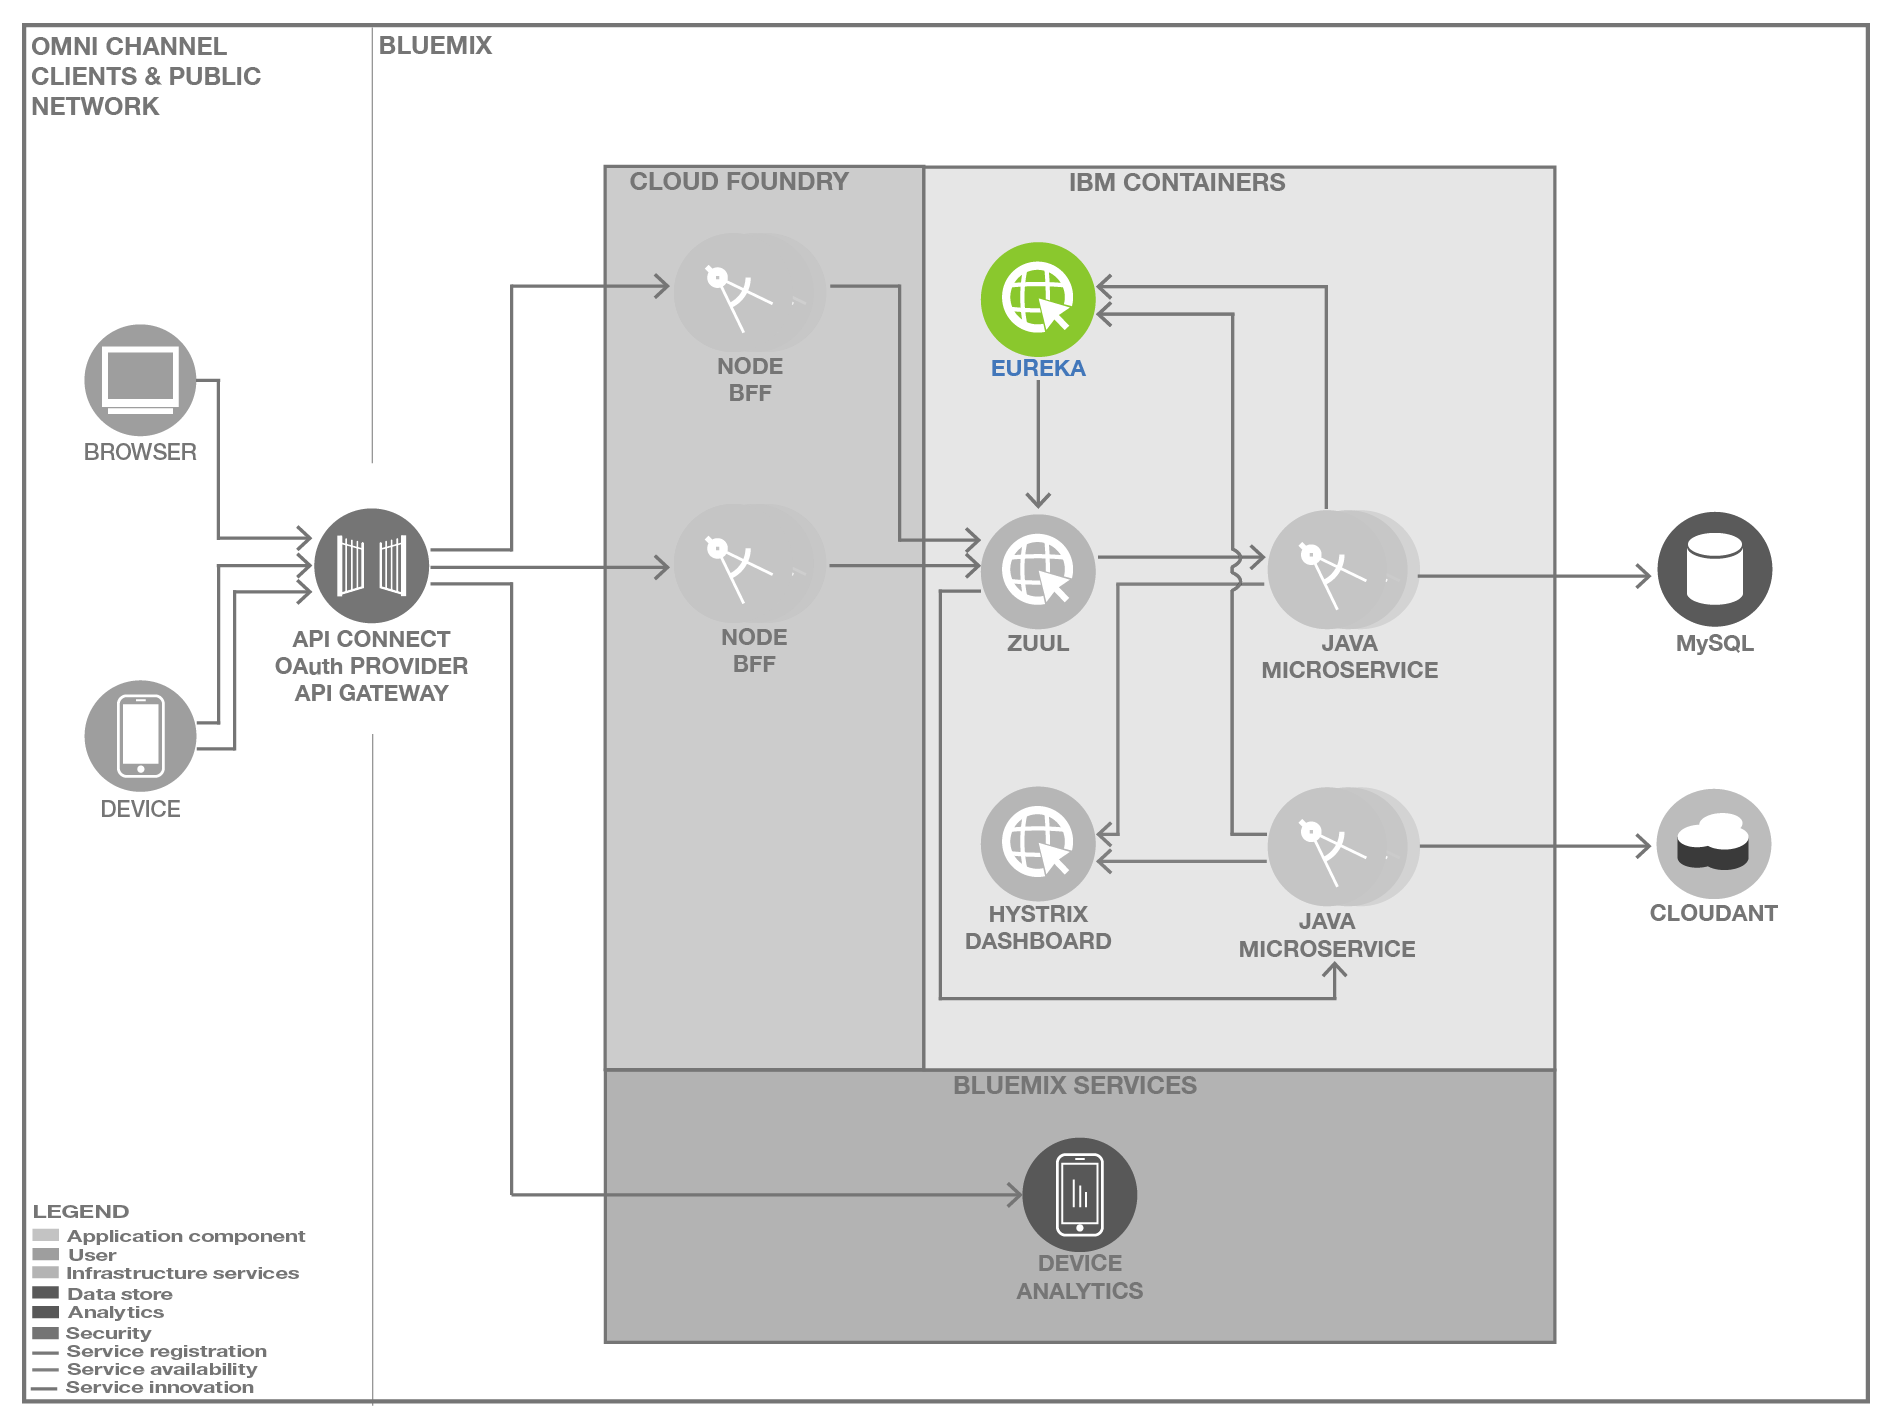 OMNI CHANNEL
CLIENTS & PUBLIC
NETWORK
BLUEMIX
CLOUD FOUNDRY
IBM CONTAINERS
NODE
BFF
EUREKA
BROWSER
API CONNECT
OAuth PROVIDER
API GATEWAY
NODE
BFF
ZUUL
JAVA
MICROSERVICE
MySQL
DEVICE
HYSTRIX
DASHBOARD
JAVA
MICROSERVICE
CLOUDANT
BLUEMIX SERVICES
DEVICE
ANALYTICS
LEGEND
Application component
User
Infrastructure services
Data store
Analytics
Security
Service registration
Service availability
Service innovation